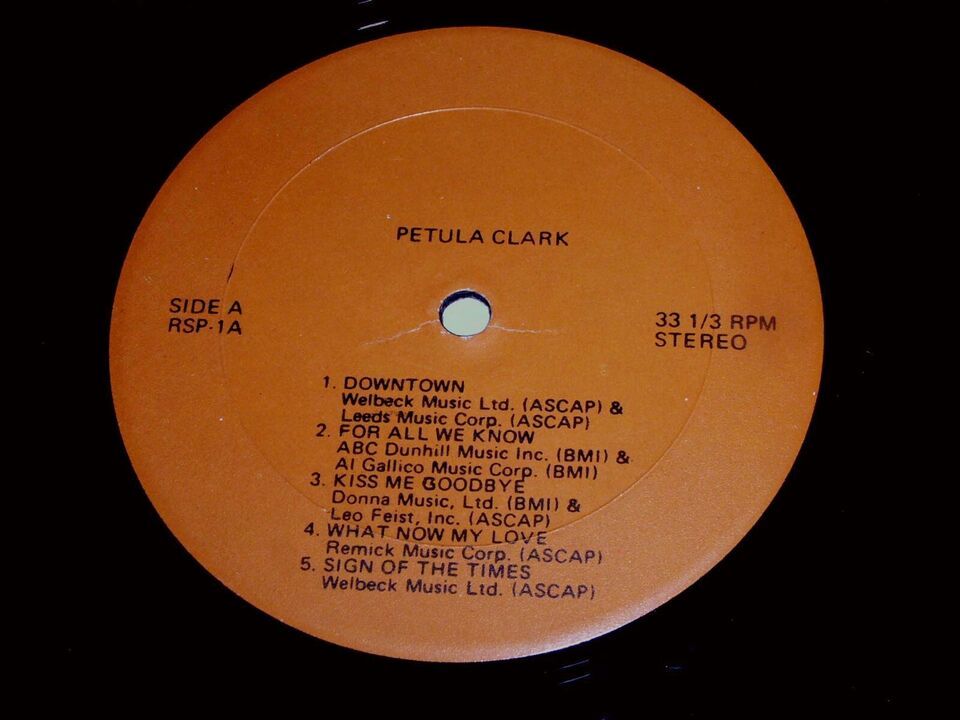 PETULA CLARK
SIDE A
RSP-1A
33 1/3 RPM
STEREO
1. DOWNTOWN
Welbeck Music Ltd. (ASCAP) &
Leeds Music Corp. (ASCAP)
2. FOR ALL WE KNOW
ABC Dunhill Music Inc. (BMI) &
Al Gallico Music Corp. (BMI)
3. KISS ME GOODBYE
Donna Music, Ltd. (BMI) &
Leo Feist, Inc. (ASCAP)
4. WHAT NOW MY LOVE
Remick Music Corp. (ASCAP)
5. SIGN OF THE TIMES
Welbeck Music Ltd. (ASCAP)